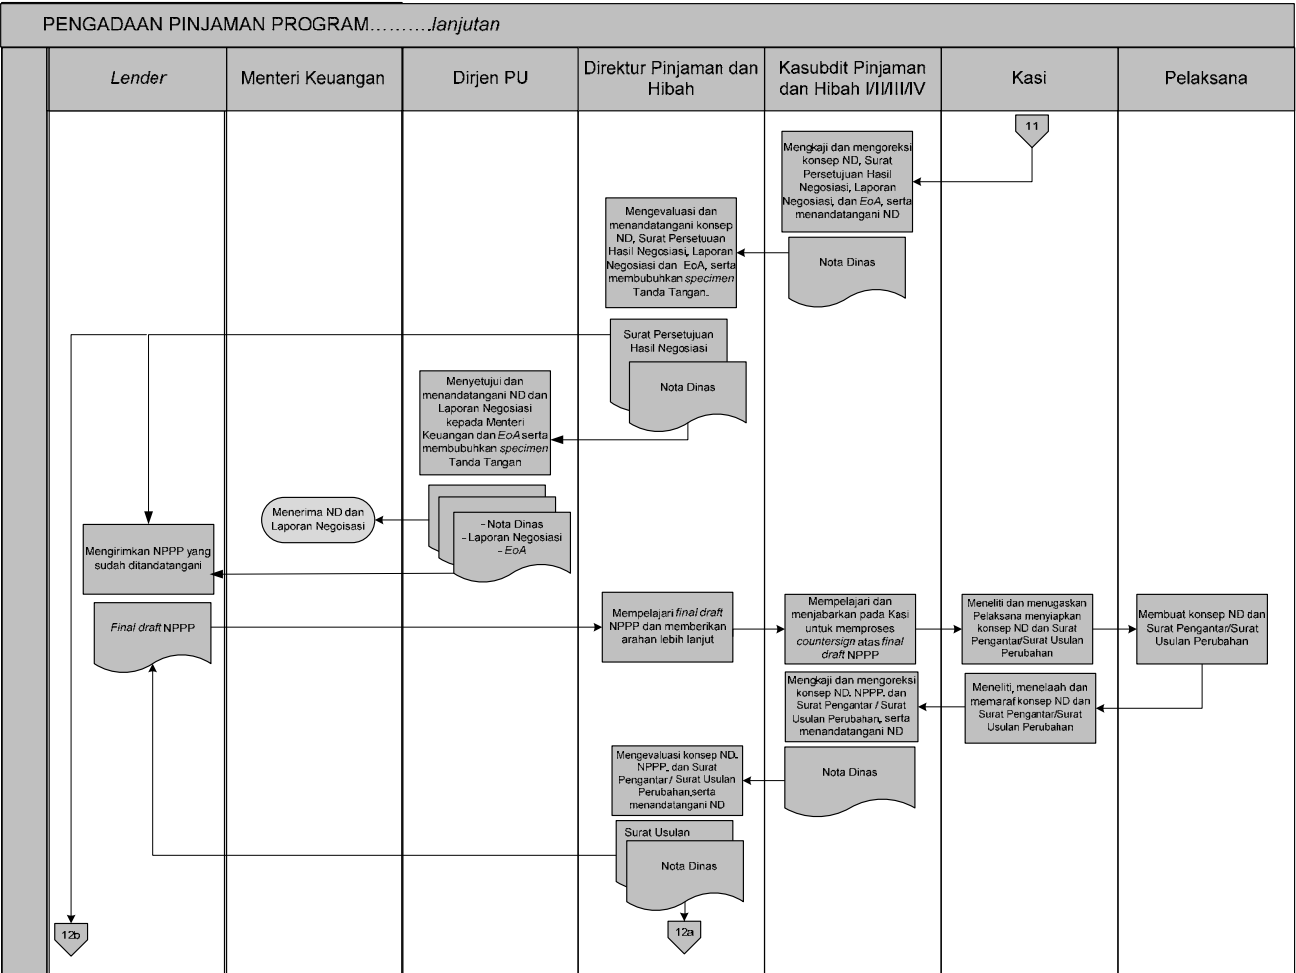 PENGADAAN PINJAMAN PROGRAM..........lanjutan
Lender
Menteri Keuangan
Dirjen PU
Direktur Pinjaman dan
Hibah
Kasubdit Pinjaman
dan Hibah I/II/III/IV
Kasi
Pelaksana
11
Mengkaji dan mengoreksi
konsep ND, Surat
Persetujuan Hasil
Negosiasi, Laporan
Negosiasi, dan EoA, serta
menandatangani ND
Nota Dinas
Mengevaluasi dan
menandatangani konsep
ND, Surat Persetuuan
Hasil Negosiasi, Laporan
Negosiasi dan EoA, serta
membubuhkan specimen
Tanda Tangan.
Surat Persetujuan
Hasil Negosiasi
Nota Dinas
Menyetujui dan
menandatangani ND dan
Laporan Negosiasi
kepada Menteri
Keuangan dan EoA serta
membubuhkan specimen
Tanda Tangan
- Nota Dinas
- Laporan Negosiasi
- EoA
Menerima ND dan
Laporan Negoisasi
Mengirimkan NPPP yang
sudah ditandatangani
Final draft NPPP
Mempelajari final draft
NPPP dan memberikan
arahan lebih lanjut
Mempelajari dan
menjabarkan pada Kasi
untuk memproses
countersign atas final
draft NPPP
Meneliti dan menugaskan
Pelaksana menyiapkan
konsep ND dan Surat
Pengantar/Surat Usulan
Perubahan
Membuat konsep ND dan
Surat Pengantar/Surat
Usulan Perubahan
Meneliti, menelaah dan
memaraf konsep ND dan
Surat Pengantar/Surat
Usulan Perubahan
Mengkaji dan mengoreksi
konsep ND. NPPP. dan
Surat Pengantar / Surat
Usulan Perubahan, serta
menandatangani ND
Nota Dinas
Mengevaluasi konsep ND.
NPPP. dan Surat
Pengantar / Surat Usulan
Perubahan,serta
menandatangani ND
Surat Usulan
Nota Dinas
12b
12a